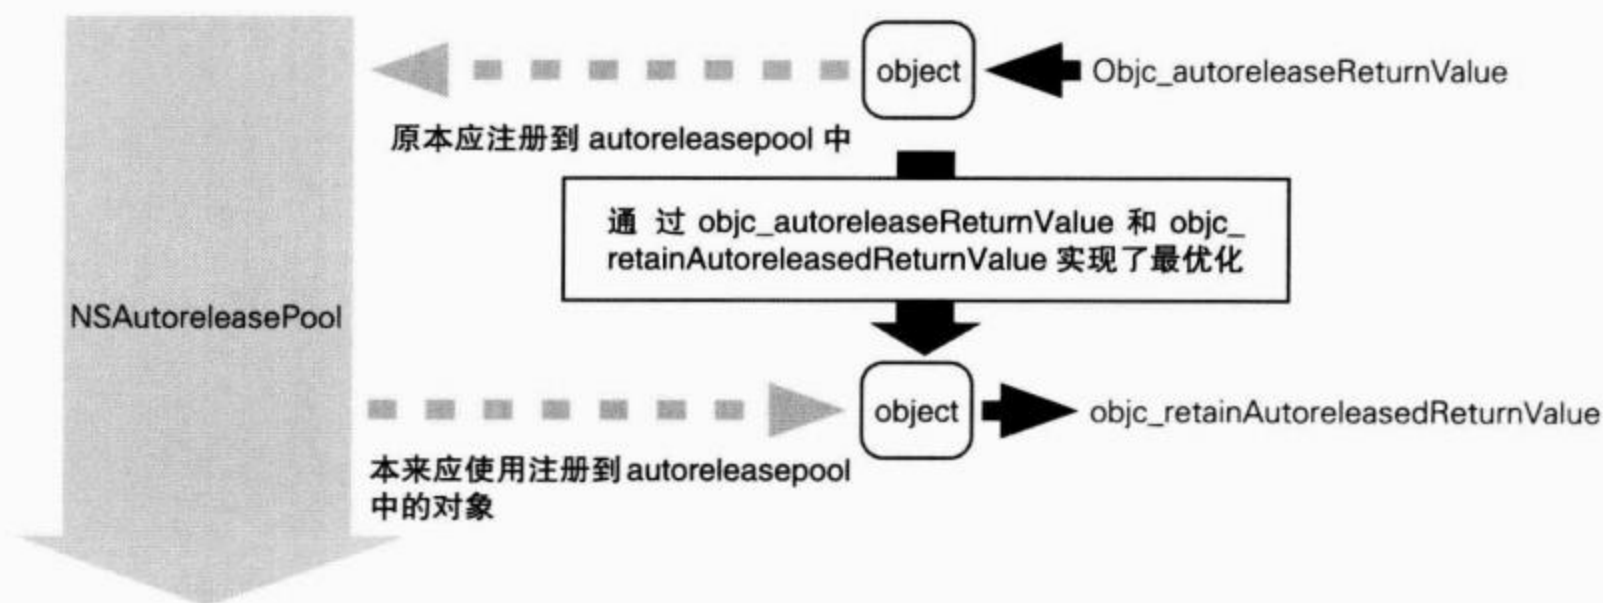 object
Objc_autoreleaseReturnValue
原本应注册到 autoreleasepool 中
通 过 objc_autoreleaseReturnValue 和 objc_
retainAutoreleasedReturnValue 实现了最优化
NSAutoreleasePool
object
objc_retainAutoreleasedReturnValue
本来应使用注册到 autoreleasepool
中的对象